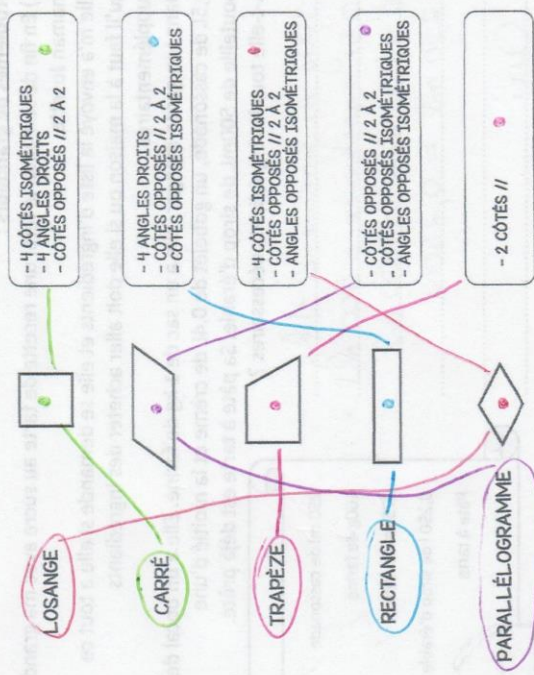 LOSANGE
CARRÉ
TRAPÈZE
RECTANGLE
PARALLÉLOGRAMME
- 4 CÔTÉS ISOMÉTRIQUES
- 4 ANGLES DROITS
- CÔTÉS OPPOSÉS // 2 À 2
- 4 ANGLES DROITS
- CÔTÉS OPPOSÉS // 2 À 2
- CÔTÉS OPPOSÉS ISOMÉTRIQUES
- 4 CÔTÉS ISOMÉTRIQUES
- CÔTÉS OPPOSÉS // 2 À 2
- ANGLES OPPOSÉS ISOMÉTRIQUES
- CÔTÉS OPPOSÉS // 2 À 2
- CÔTÉS OPPOSÉS ISOMÉTRIQUES
- ANGLES OPPOSÉS ISOMÉTRIQUES
- 2 CÔTÉS //